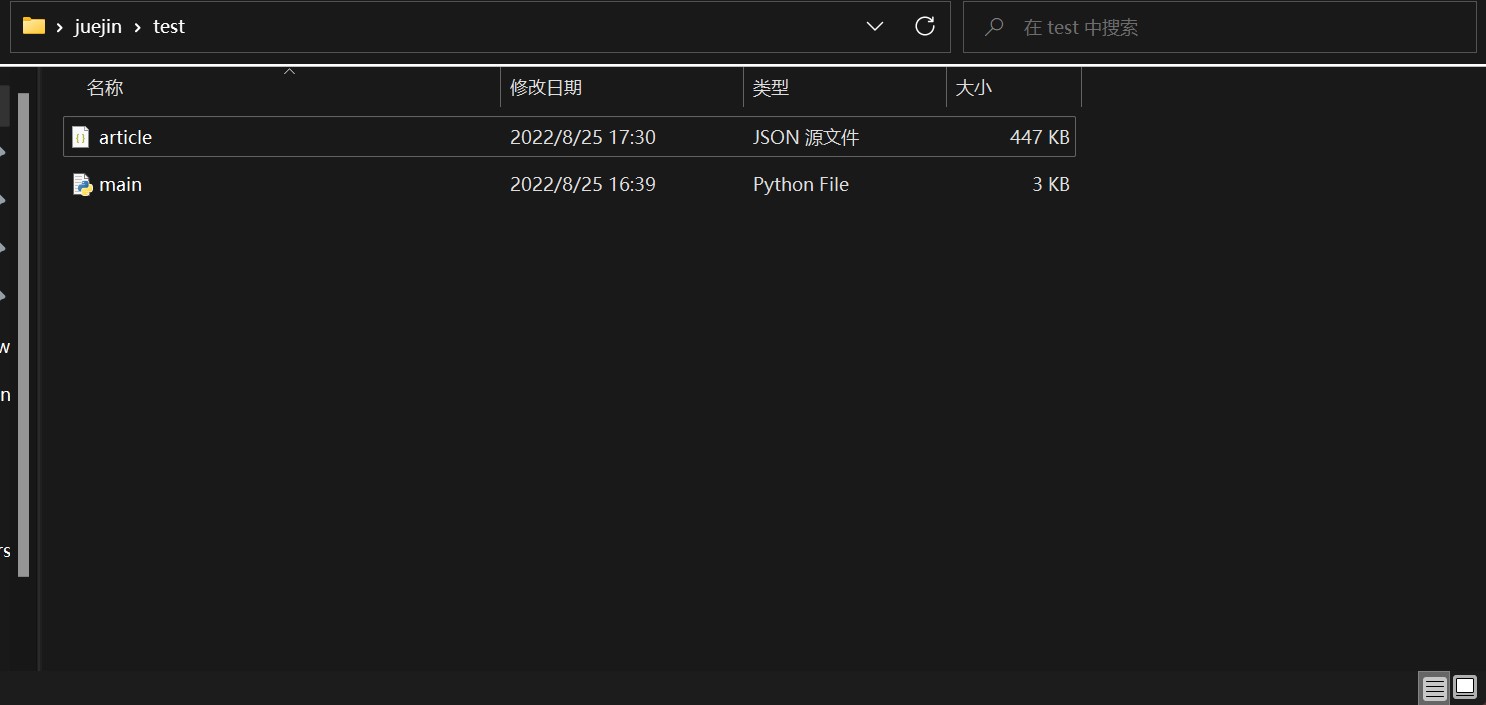 juejin › test
在 test 中搜索
名称 修改日期 类型 大小
article 2022/8/25 17:30 JSON 源文件 447 KB
main 2022/8/25 16:39 Python File 3 KB
w
n
rs